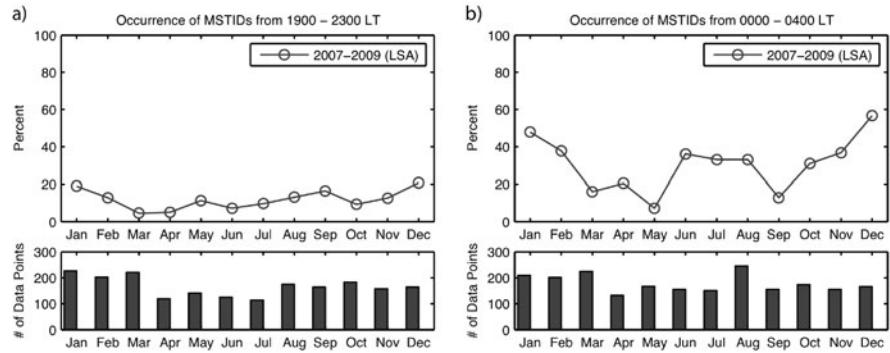 a)
Occurrence of MSTIDs from 1900 – 2300 LT
100
80
60
40
20
0
Percent
2007–2009 (LSA)
Jan Feb Mar Apr May Jun Jul Aug Sep Oct Nov Dec
300
200
100
0
# of Data Points
Jan Feb Mar Apr May Jun Jul Aug Sep Oct Nov Dec
b)
Occurrence of MSTIDs from 0000 – 0400 LT
100
80
60
40
20
0
Percent
2007–2009 (LSA)
Jan Feb Mar Apr May Jun Jul Aug Sep Oct Nov Dec
300
200
100
0
# of Data Points
Jan Feb Mar Apr May Jun Jul Aug Sep Oct Nov Dec